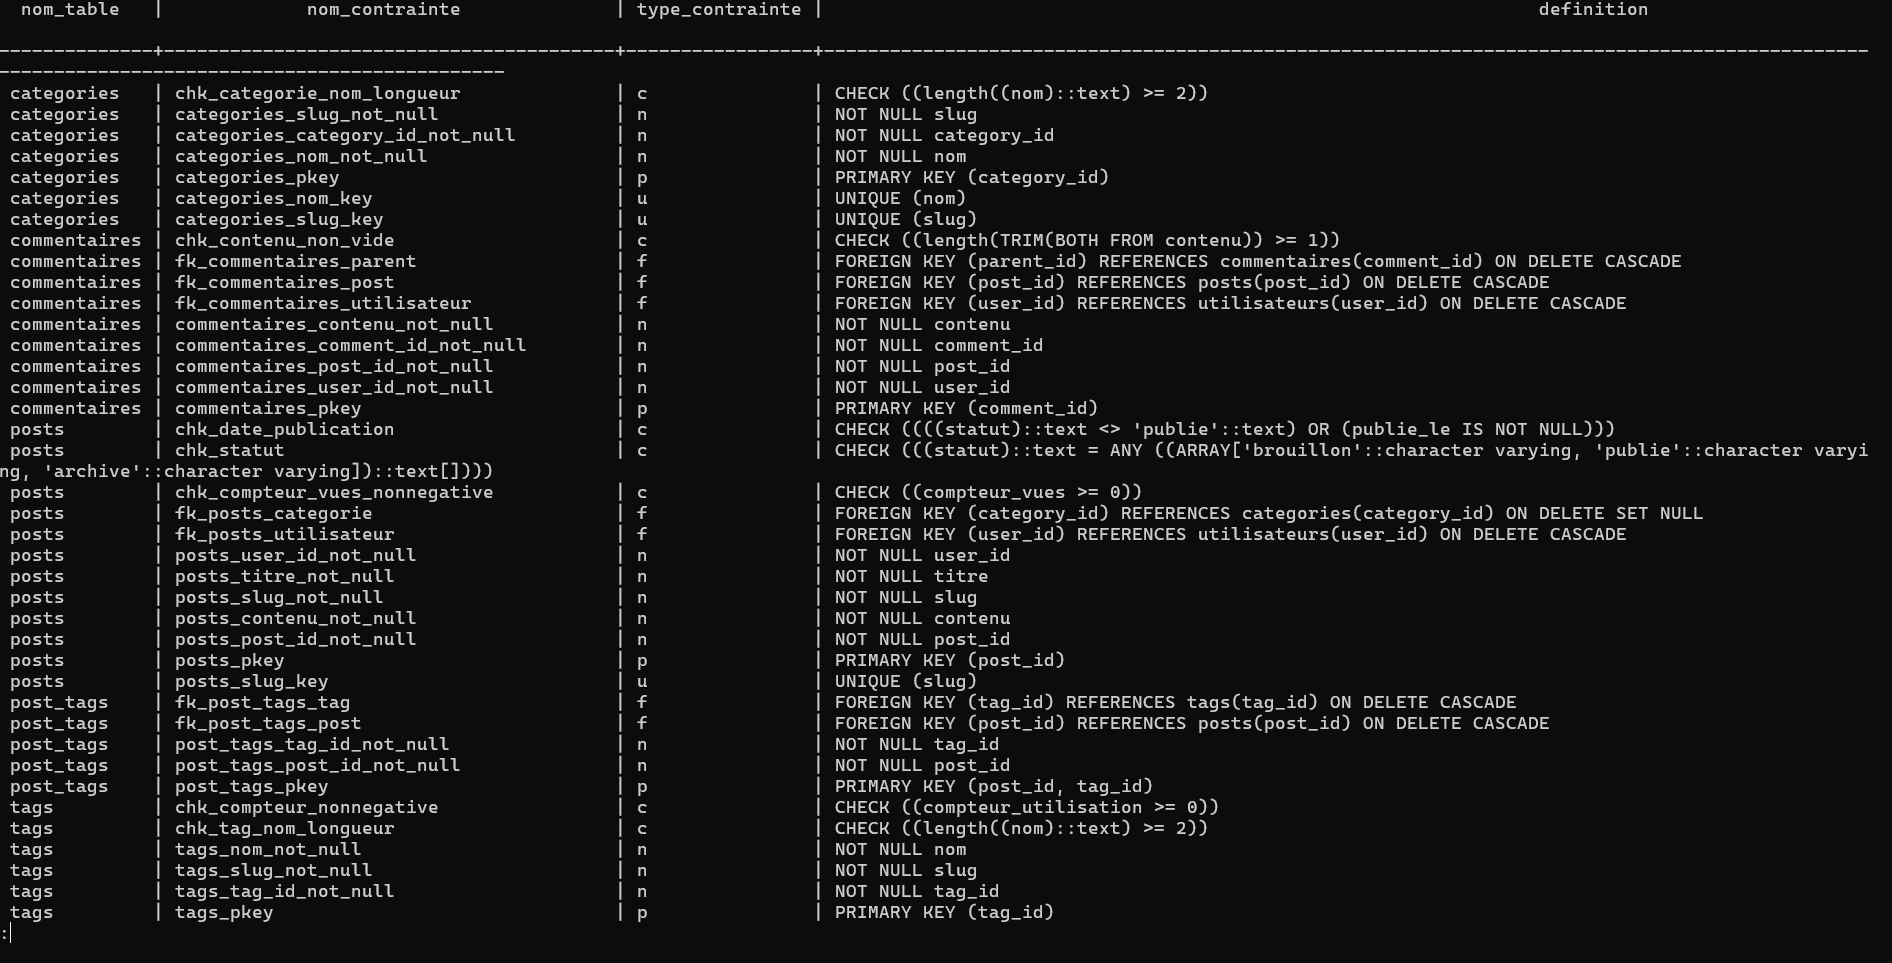 nom_table | nom_contrainte | type_contrainte | definition
--------------+-----------------------------------------+-----------------+-----------------------------------------------------------------------------------------------
----------------------------------------------
categories | chk_categorie_nom_longueur | c | CHECK ((length((nom)::text) >= 2))
categories | categories_slug_not_null | n | NOT NULL slug
categories | categories_category_id_not_null | n | NOT NULL category_id
categories | categories_nom_not_null | n | NOT NULL nom
categories | categories_pkey | p | PRIMARY KEY (category_id)
categories | categories_nom_key | u | UNIQUE (nom)
categories | categories_slug_key | u | UNIQUE (slug)
commentaires | chk_contenu_non_vide | c | CHECK ((length(TRIM(BOTH FROM contenu)) >= 1))
commentaires | fk_commentaires_parent | f | FOREIGN KEY (parent_id) REFERENCES commentaires(comment_id) ON DELETE CASCADE
commentaires | fk_commentaires_post | f | FOREIGN KEY (post_id) REFERENCES posts(post_id) ON DELETE CASCADE
commentaires | fk_commentaires_utilisateur | f | FOREIGN KEY (user_id) REFERENCES utilisateurs(user_id) ON DELETE CASCADE
commentaires | commentaires_contenu_not_null | n | NOT NULL contenu
commentaires | commentaires_comment_id_not_null | n | NOT NULL comment_id
commentaires | commentaires_post_id_not_null | n | NOT NULL post_id
commentaires | commentaires_user_id_not_null | n | NOT NULL user_id
commentaires | commentaires_pkey | p | PRIMARY KEY (comment_id)
posts | chk_date_publication | c | CHECK ((((statut)::text <> 'publie'::text) OR (publie_le IS NOT NULL)))
posts | chk_statut | c | CHECK (((statut)::text = ANY ((ARRAY['brouillon'::character varying, 'publie'::character varyi
ng, 'archive'::character varying])::text[])))
posts | chk_compteur_vues_nonnegative | c | CHECK ((compteur_vues >= 0))
posts | fk_posts_categorie | f | FOREIGN KEY (category_id) REFERENCES categories(category_id) ON DELETE SET NULL
posts | fk_posts_utilisateur | f | FOREIGN KEY (user_id) REFERENCES utilisateurs(user_id) ON DELETE CASCADE
posts | posts_user_id_not_null | n | NOT NULL user_id
posts | posts_titre_not_null | n | NOT NULL titre
posts | posts_slug_not_null | n | NOT NULL slug
posts | posts_contenu_not_null | n | NOT NULL contenu
posts | posts_post_id_not_null | n | NOT NULL post_id
posts | posts_pkey | p | PRIMARY KEY (post_id)
posts | posts_slug_key | u | UNIQUE (slug)
post_tags | fk_post_tags_tag | f | FOREIGN KEY (tag_id) REFERENCES tags(tag_id) ON DELETE CASCADE
post_tags | fk_post_tags_post | f | FOREIGN KEY (post_id) REFERENCES posts(post_id) ON DELETE CASCADE
post_tags | post_tags_tag_id_not_null | n | NOT NULL tag_id
post_tags | post_tags_post_id_not_null | n | NOT NULL post_id
post_tags | post_tags_pkey | p | PRIMARY KEY (post_id, tag_id)
tags | chk_compteur_nonnegative | c | CHECK ((compteur_utilisation >= 0))
tags | chk_tag_nom_longueur | c | CHECK ((length((nom)::text) >= 2))
tags | tags_nom_not_null | n | NOT NULL nom
tags | tags_slug_not_null | n | NOT NULL slug
tags | tags_tag_id_not_null | n | NOT NULL tag_id
tags | tags_pkey | p | PRIMARY KEY (tag_id)
: